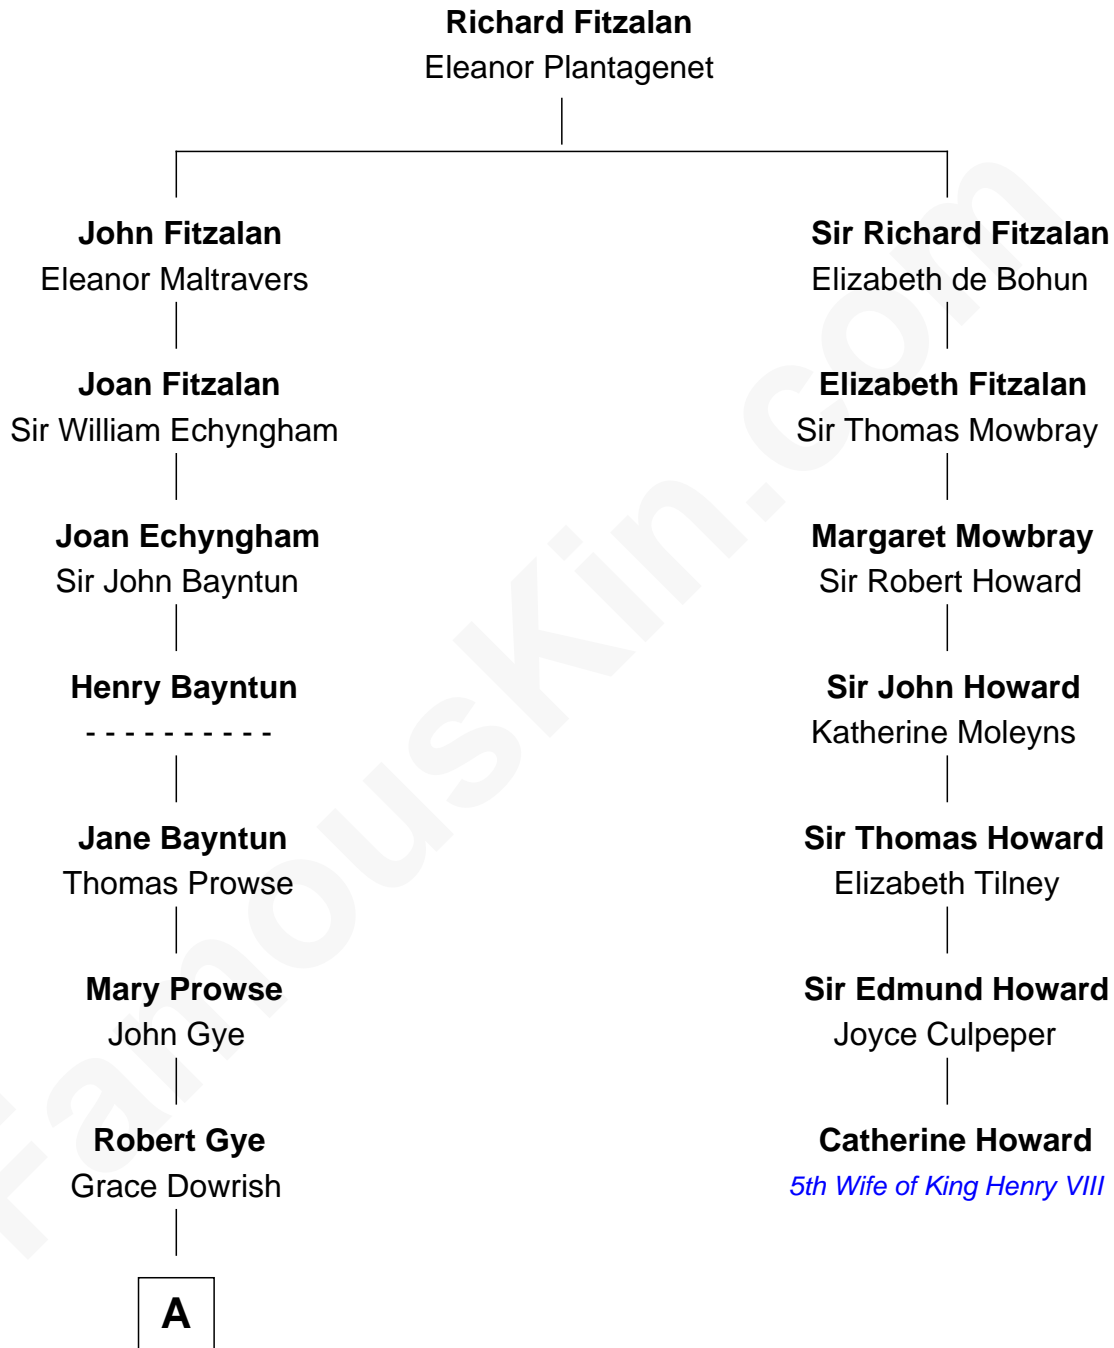 Richard Fitzalan
Eleanor Plantagenet
John Fitzalan
Eleanor Maltravers
Sir Richard Fitzalan
Elizabeth de Bohun
Joan Fitzalan
Sir William Echyngham
Elizabeth Fitzalan
Sir Thomas Mowbray
Joan Echyngham
Sir John Bayntun
Margaret Mowbray
Sir Robert Howard
Henry Bayntun
- - - - - - - - - -
Sir John Howard
Katherine Moleyns
Jane Bayntun
Thomas Prowse
Sir Thomas Howard
Elizabeth Tilney
Mary Prowse
John Gye
Sir Edmund Howard
Joyce Culpeper
Robert Gye
Grace Dowrish
Catherine Howard
5th Wife of King Henry VIII
A
FamousKin.com